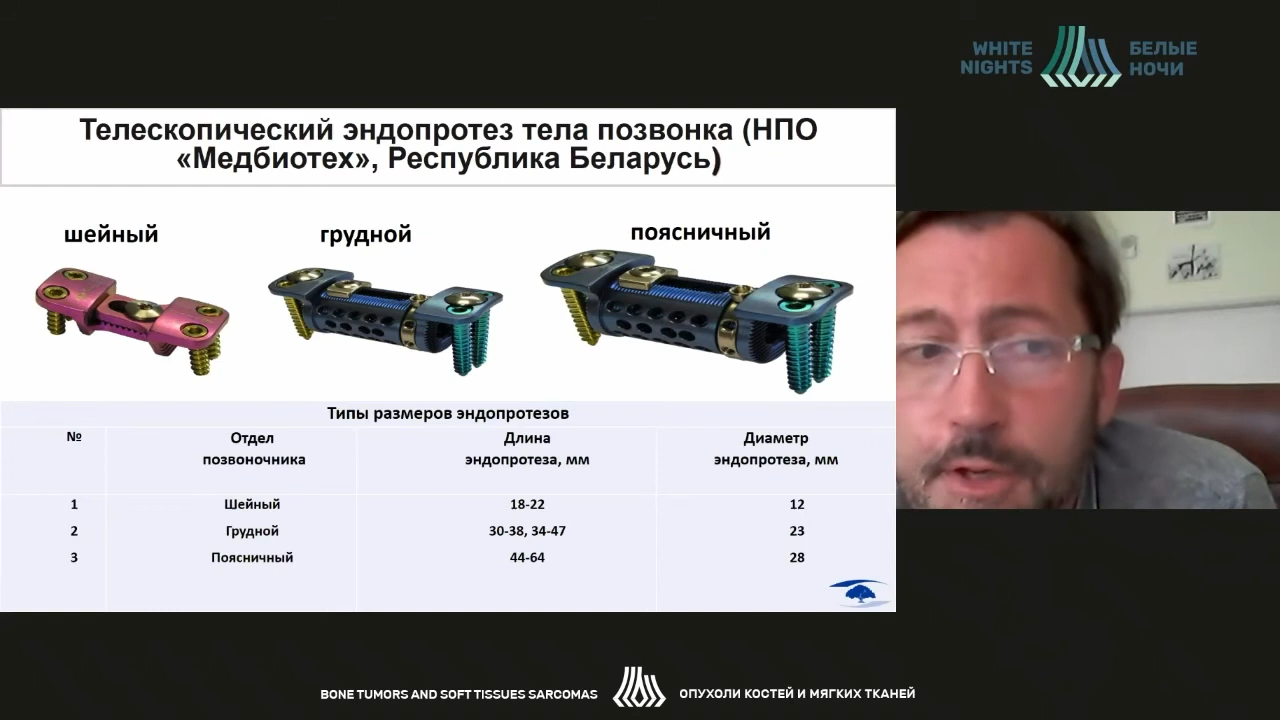 WHITE NIGHTS
БЕЛЫЕ НОЧИ
Телескопический эндопротез тела позвонка (НПО
«Медбиотех», Республика Беларусь)
шейный
грудной
поясничный
Типы размеров эндопротезов
№
Отдел позвоночника
Длина эндопротеза, мм
Диаметр эндопротеза, мм
1 Шейный 18-22 12
2 Грудной 30-38, 34-47 23
3 Поясничный 44-64 28
BONE TUMORS AND SOFT TISSUES SARCOMAS
ОПУХОЛИ КОСТЕЙ И МЯГКИХ ТКАНЕЙ